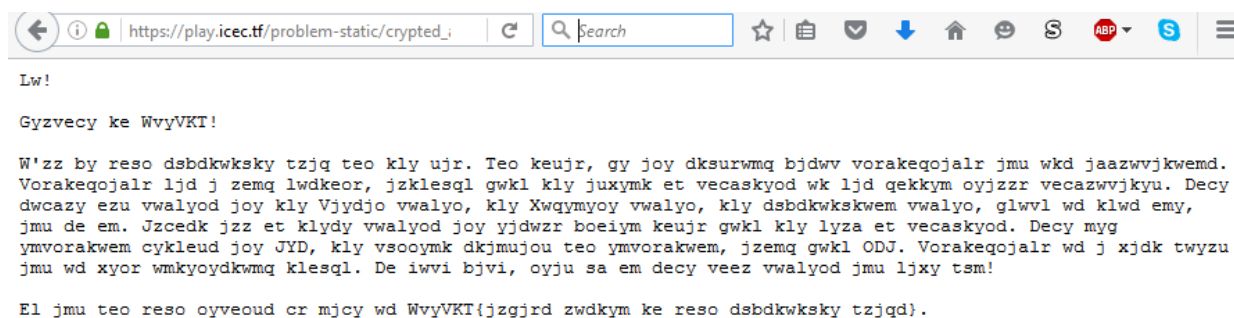 https://play.icec.tf/problem-static/crypted_
Search
ABP
Lw!
Gyzvecy ke WvyVKT!
W'zz by reso dsbdkwksky tzjq teo kly ujr. Teo keujr, gy joy dksurwmq bjdwv vorakeqojalr jmu wkd jaazwvjkwemd.
Vorakeqojalr ljd j zemq lwdkeor, jzklesql gwkl kly juxymk et vecaskyod wk ljd qekkym oyjzzr vecazwvjkyu. Decy
dwcazy ezu vwalyod joy kly Vjydjo vwalyo, kly Xwqymyoy vwalyo, kly dsbdkwkskwem vwalyo, glwvl wd klwd emy,
jmu de em. Jzcedk jzz et klydy vwalyod joy yjdwzr boeiym keujr gwkl kly lyza et vecaskyod. Decy myg
ymvorakwem cykleud joy JYD, kly vsooymk dkjmujou teo ymvorakwem, jzemq gwkl ODJ. Vorakeqojalr wd j xjdk twyzu
jmu wd xyor wmkyoydkwmq klesql. De iwvi bjvi, oyju sa em decy veez vwalyod jmu ljxy tsm!
El jmu teo reso oyveoud cr mjcy wd WvyVKT{jzgjrd zwdkym ke reso dsbdkwksky tzjqd}.